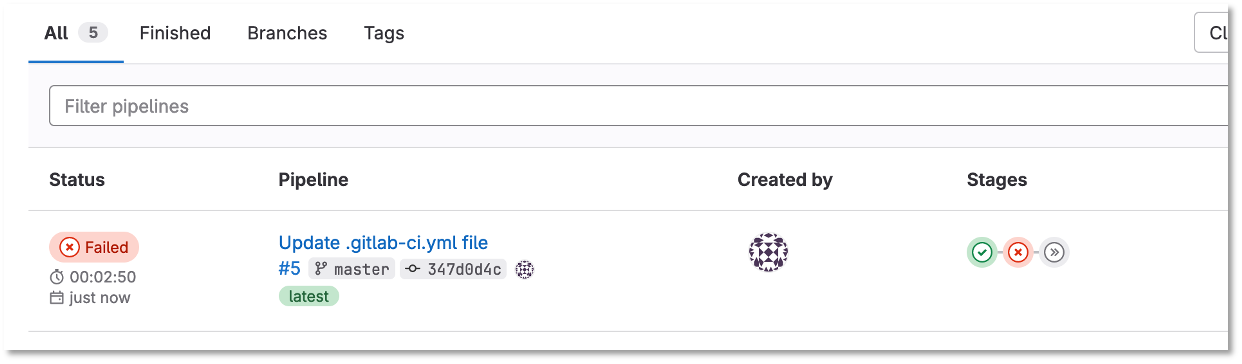 All 5 Finished Branches Tags Cl
Filter pipelines
Status Pipeline Created by Stages
Failed Update .gitlab-ci.yml file
00:02:50 #5 master 347d0d4c
just now latest